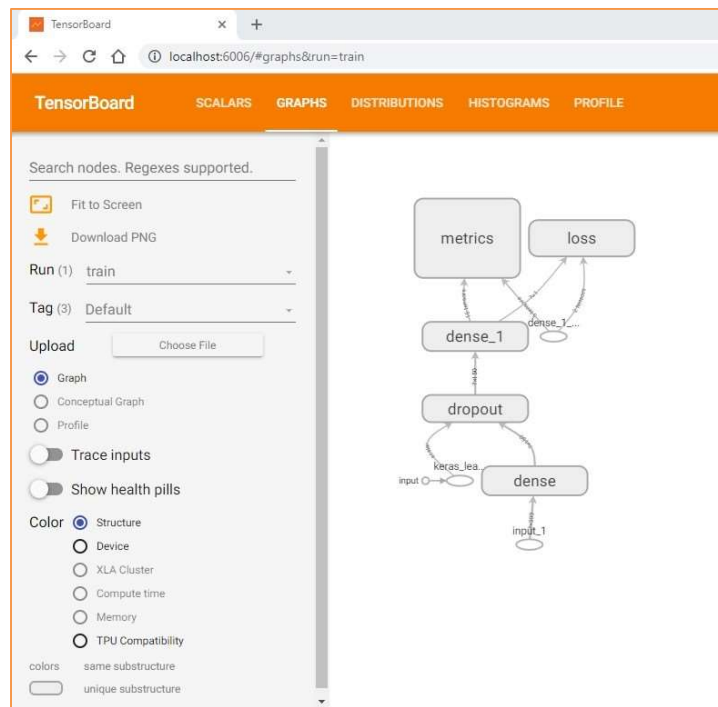 TensorBoard
localhost:6006/#graphs&run=train
TensorBoard SCALARS GRAPHS DISTRIBUTIONS HISTOGRAMS PROFILE
Search nodes. Regexes supported.
Fit to Screen
Download PNG
Run (1) train
Tag (3) Default
Upload Choose File
Graph
Conceptual Graph
Profile
Trace inputs
Show health pills
Color Structure
Device
XLA Cluster
Compute time
Memory
TPU Compatibility
colors same substructure
unique substructure
metrics
loss
dense_1_...
dense_1
dropout
keras_lea...
input
dense
input_1